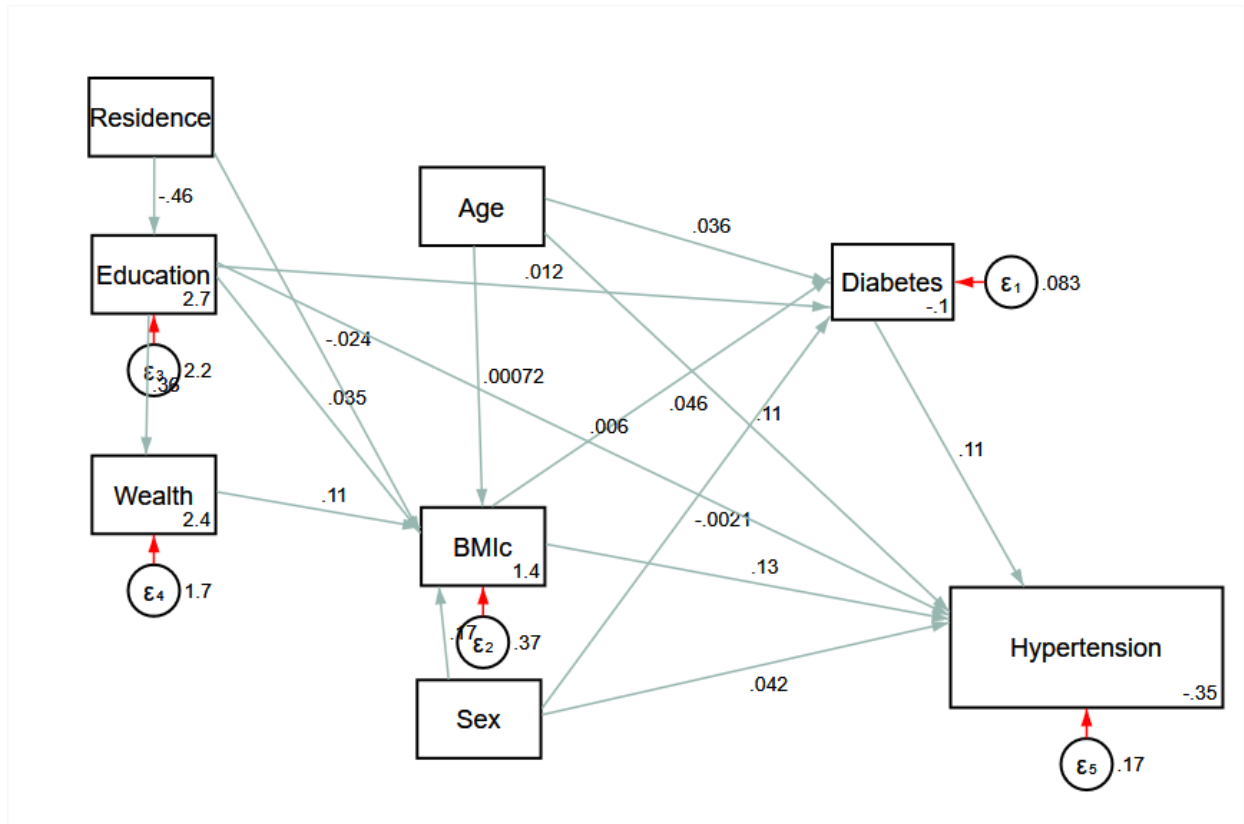 Residence
-.46
Age
Education
2.7
.036
.012
Diabetes
-.1
ε1
.083
ε3
2.2
.36
-.024
.035
.00072
.046
.11
.006
.11
Wealth
2.4
.11
-.0021
BMIc
1.4
.13
ε4
1.7
.17
ε2
.37
Hypertension
-.35
Sex
.042
ε5
.17